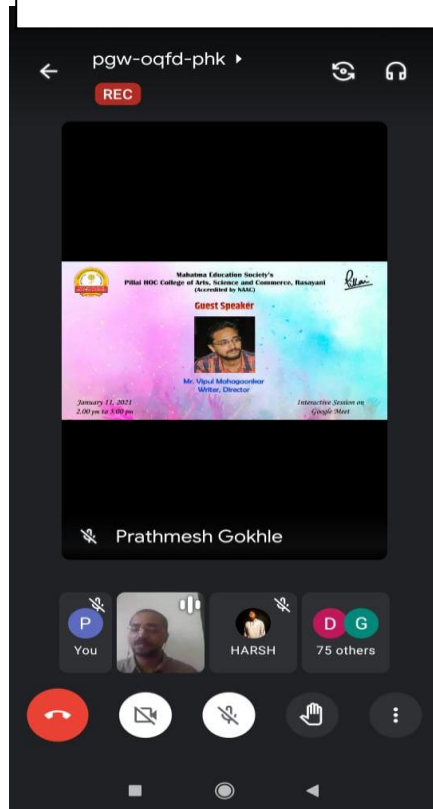 pgw-oqfd-phk
REC
Mahatma Education Society's
Pillai HOC College of Arts, Science and Commerce, Rasayani
(Accredited by NAAC)
Pillai
Guest Speaker
Mr. Vipul Mahagaonkar
Writer, Director
January 11, 2021
2.00 pm to 3.00 pm
Interactive Session on
Google Meet
Prathmesh Gokhle
P
You
HARSH
D G
75 others